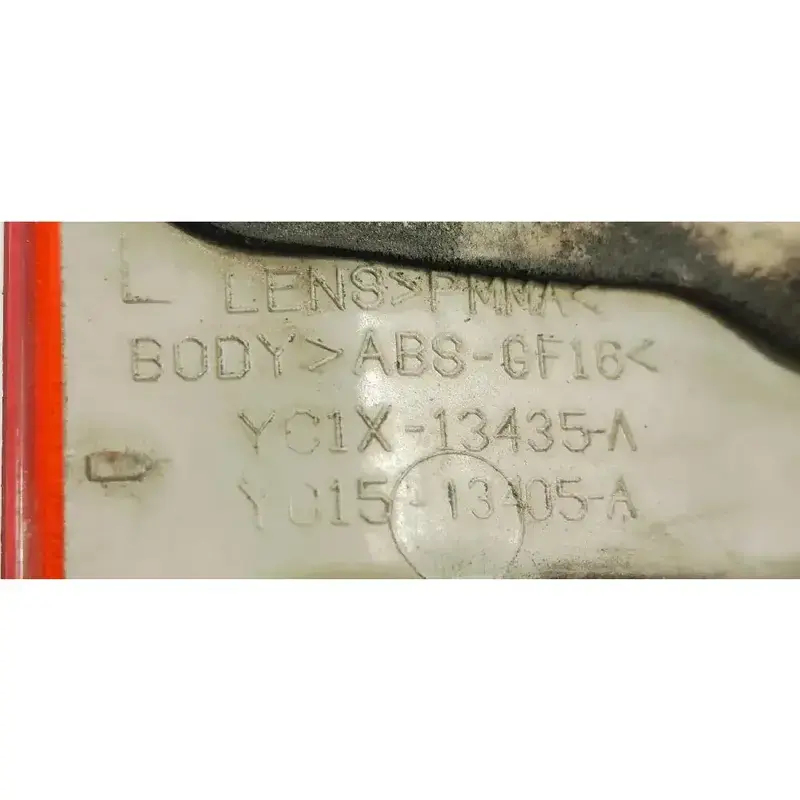 L LENS>PMMA<
BODY>ABS-GF16<
YC1X-13435-A
YC15-13405-A